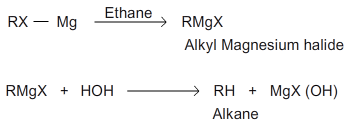 Ethane
RX — Mg ⟶ RMgX
Alkyl Magnesium halide
RMgX + HOH ⟶ RH + MgX (OH)
Alkane